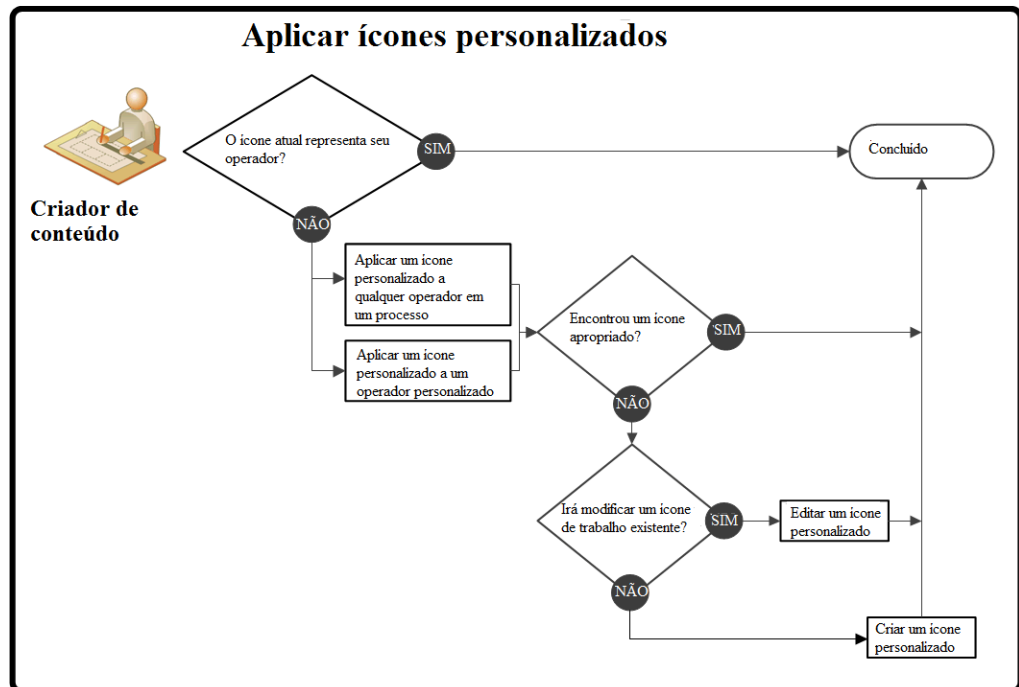 Aplicar ícones personalizados
O ícone atual representa seu
operador?
SIM
Concluído
Criador de
conteúdo
NÃO
Aplicar um ícone
personalizado a
qualquer operador em
um processo
Encontrou um ícone
apropriado?
SIM
Aplicar um ícone
personalizado a um
operador personalizado
NÃO
Irá modificar um ícone
de trabalho existente?
SIM
Editar um ícone
personalizado
NÃO
Criar um ícone
personalizado